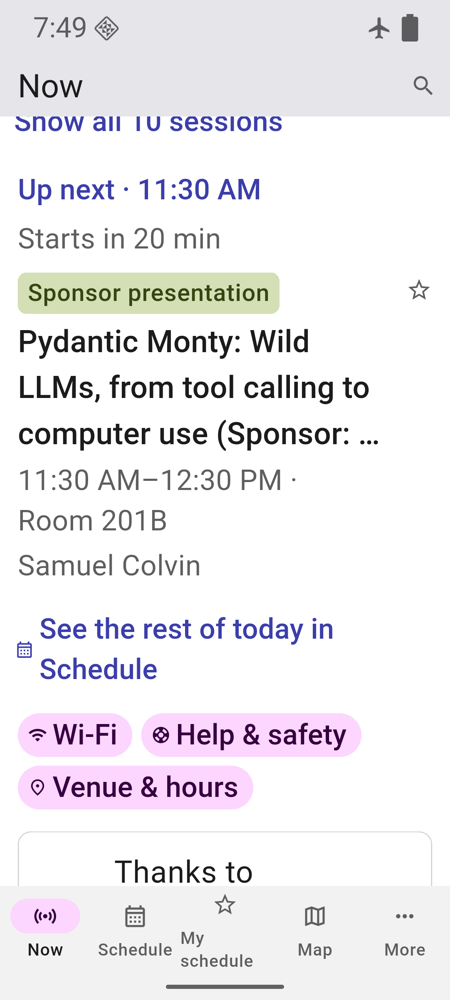 7:49
Now
Show all 10 sessions
Up next · 11:30 AM
Starts in 20 min
Sponsor presentation
Pydantic Monty: Wild
LLMs, from tool calling to
computer use (Sponsor: …
11:30 AM–12:30 PM ·
Room 201B
Samuel Colvin
See the rest of today in
Schedule
Wi-Fi
Help & safety
Venue & hours
Thanks to
Now
Schedule
My
schedule
Map
More